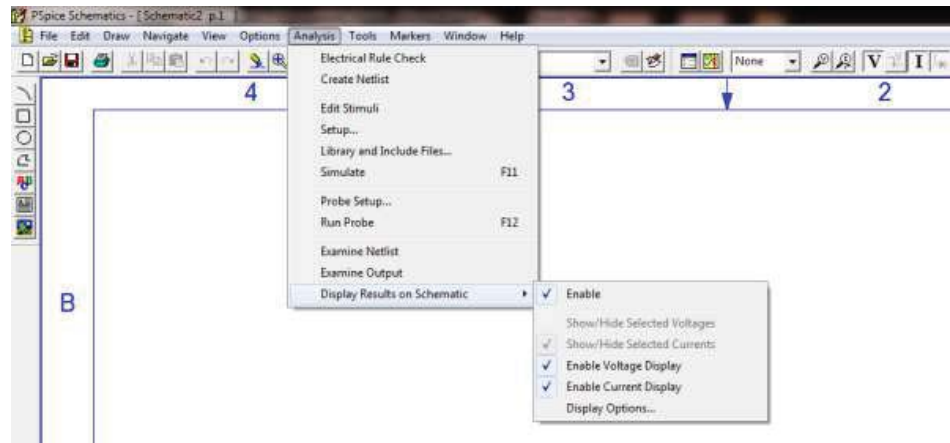 PSpice Schematics - [ Schematic2 p.1 ]
File Edit Draw Navigate View Options Analysis Tools Markers Window Help
None V I
4 3 2
B
Electrical Rule Check
Create Netlist
Edit Stimuli
Setup...
Library and Include Files...
Simulate F11
Probe Setup...
Run Probe F12
Examine Netlist
Examine Output
Display Results on Schematic
Enable
Show/Hide Selected Voltages
Show/Hide Selected Currents
Enable Voltage Display
Enable Current Display
Display Options...